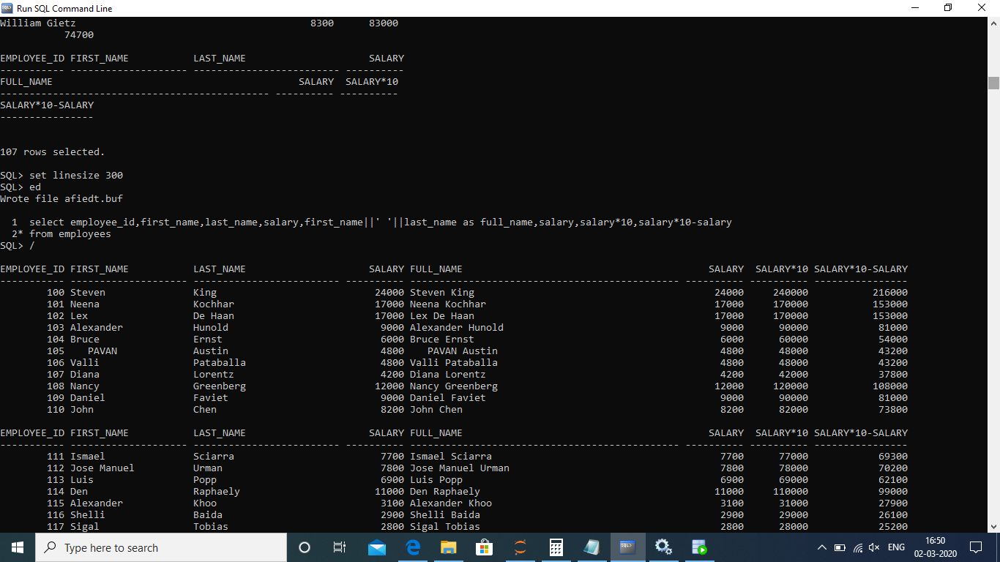 Run SQL Command Line
William Gietz                                        8300      83000
           74700
EMPLOYEE_ID FIRST_NAME           LAST_NAME                     SALARY
----------- -------------------- ------------------------- ----------
FULL_NAME                                          SALARY  SALARY*10
---------------------------------------------- ---------- ----------
SALARY*10-SALARY
----------------
107 rows selected.
SQL> set linesize 300
SQL> ed
Wrote file afiedt.buf
  1  select employee_id,first_name,last_name,salary,first_name||' '||last_name as full_name,salary,salary*10,salary*10-salary
  2* from employees
SQL> /
EMPLOYEE_ID FIRST_NAME           LAST_NAME                     SALARY FULL_NAME                                          SALARY  SALARY*10 SALARY*10-SALARY
----------- -------------------- ------------------------- ---------- ---------------------------------------------- ---------- ---------- ----------------
        100 Steven               King                           24000 Steven King                                         24000     240000           216000
        101 Neena                Kochhar                        17000 Neena Kochhar                                       17000     170000           153000
        102 Lex                  De Haan                        17000 Lex De Haan                                         17000     170000           153000
        103 Alexander            Hunold                          9000 Alexander Hunold                                     9000      90000            81000
        104 Bruce                Ernst                           6000 Bruce Ernst                                          6000      60000            54000
        105    PAVAN             Austin                          4800    PAVAN Austin                                      4800      48000            43200
        106 Valli                Pataballa                       4800 Valli Pataballa                                      4800      48000            43200
        107 Diana                Lorentz                         4200 Diana Lorentz                                        4200      42000            37800
        108 Nancy                Greenberg                      12000 Nancy Greenberg                                     12000     120000           108000
        109 Daniel               Faviet                          9000 Daniel Faviet                                        9000      90000            81000
        110 John                 Chen                            8200 John Chen                                            8200      82000            73800
EMPLOYEE_ID FIRST_NAME           LAST_NAME                     SALARY FULL_NAME                                          SALARY  SALARY*10 SALARY*10-SALARY
----------- -------------------- ------------------------- ---------- ---------------------------------------------- ---------- ---------- ----------------
        111 Ismael               Sciarra                         7700 Ismael Sciarra                                       7700      77000            69300
        112 Jose Manuel          Urman                           7800 Jose Manuel Urman                                    7800      78000            70200
        113 Luis                 Popp                            6900 Luis Popp                                            6900      69000            62100
        114 Den                  Raphaely                       11000 Den Raphaely                                        11000     110000            99000
        115 Alexander            Khoo                            3100 Alexander Khoo                                       3100      31000            27900
        116 Shelli               Baida                           2900 Shelli Baida                                         2900      29000            26100
        117 Sigal                Tobias                          2800 Sigal Tobias                                         2800      28000            25200
Type here to search
ENG
16:50
02-03-2020